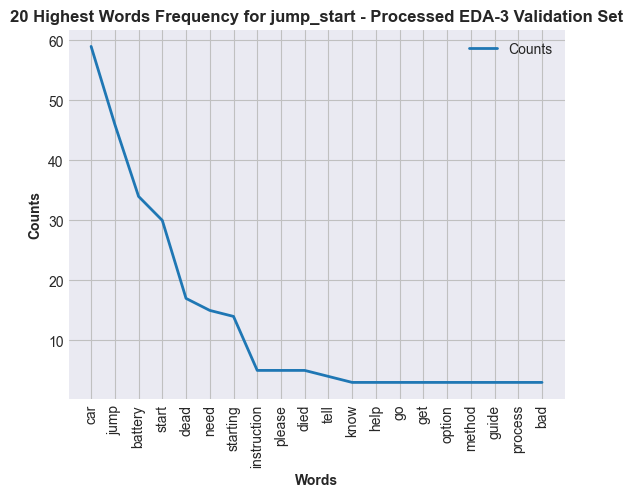 20 Highest Words Frequency for jump_start - Processed EDA-3 Validation Set
Counts
60
50
40
30
20
10
Counts
car
jump
battery
start
dead
need
starting
instruction
please
died
tell
know
help
go
get
option
method
guide
process
bad
Words